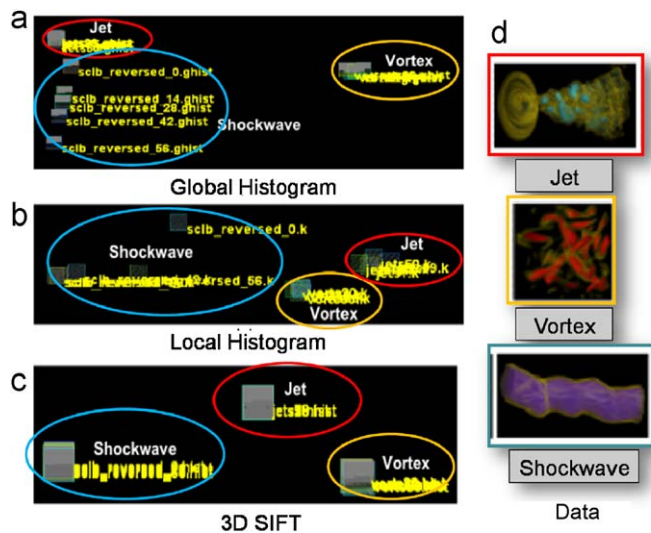 a
Jet
sclb_reversed_0.ghist
sclb_reversed_14.ghist
sclb_reversed_28.ghist
sclb_reversed_42.ghist
sclb_reversed_56.ghist
Shockwave
Vortex
Global Histogram
b
sclb_reversed_0.k
Shockwave
Jet
Vortex
Local Histogram
c
Jet
Shockwave
Vortex
3D SIFT
d
Jet
Vortex
Shockwave
Data